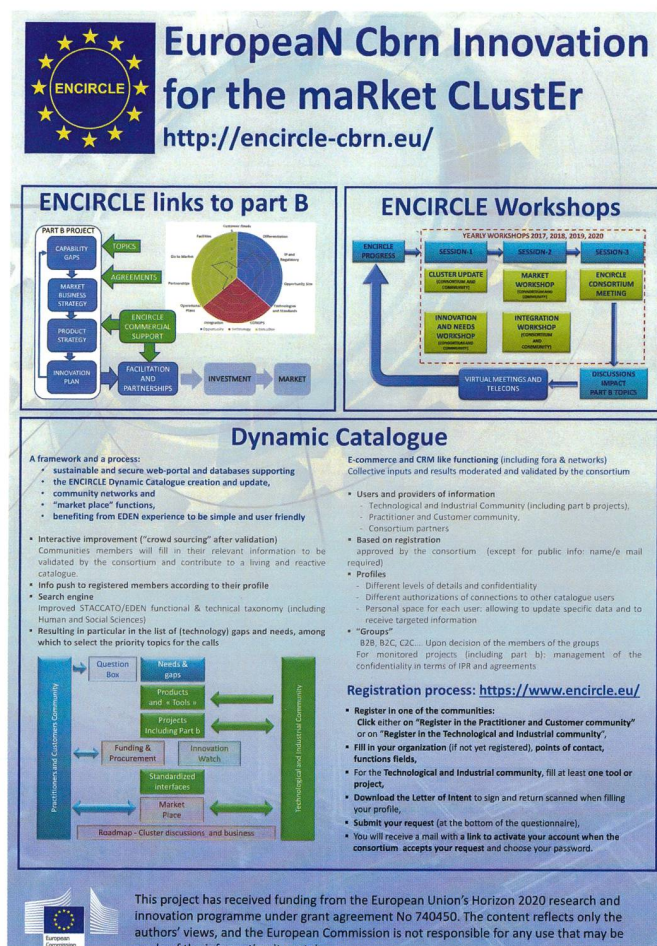 ENCIRCLE
EuropeaN Cbrn Innovation
for the maRket CLustEr
http://encircle-cbrn.eu/
ENCIRCLE links to part B
PART B PROJECT
CAPABILITY
GAPS
TOPICS
AGREEMENTS
MARKET
BUSINESS
STRATEGY
PRODUCT
STRATEGY
ENCIRCLE
COMMERCIAL
SUPPORT
INNOVATION
PLAN
FACILITATION
AND
PARTNERSHIPS
INVESTMENT
MARKET
Customer Needs
Differentiation
IP and
Regulatory
Technologies
and Standards
CONOPS
Integration
Operational
Plans
Partnerships
Go to Market
Facilities
ENCIRCLE Workshops
YEARLY WORKSHOPS 2017, 2018, 2019, 2020
ENCIRCLE
PROGRESS
SESSION-1
SESSION-2
SESSION-3
CLUSTER UPDATE
(CONSORTIUM AND
COMMUNITY)
MARKET
WORKSHOP
(CONSORTIUM AND
COMMUNITY)
ENCIRCLE
CONSORTIUM
MEETING
INNOVATION
AND NEEDS
WORKSHOP
(CONSORTIUM AND
COMMUNITY)
INTEGRATION
WORKSHOP
(CONSORTIUM
AND
COMMUNITY)
VIRTUAL MEETINGS AND
TELECONS
DISCUSSIONS
IMPACT
PART B TOPICS
Dynamic Catalogue
A framework and a process:
• sustainable and secure web-portal and databases supporting
• the ENCIRCLE Dynamic Catalogue creation and update,
• community networks and
• "market place" functions,
• benefiting from EDEN experience to be simple and user friendly
▪ Interactive improvement ("crowd sourcing" after validation)
Communities members will fill in their relevant information to be
validated by the consortium and contribute to a living and reactive
catalogue.
▪ Info push to registered members according to their profile
▪ Search engine
Improved STACCATO/EDEN functional & technical taxonomy (including
Human and Social Sciences)
▪ Resulting in particular in the list of (technology) gaps and needs, among
which to select the priority topics for the calls
Practitioners and Customers Community
Question
Box
Needs &
gaps
Products
and « Tools »
Projects
Including Part b
Funding &
Procurement
Innovation
Watch
Standardized
interfaces
Market
Place
Roadmap - Cluster discussions and business
Technological and Industrial Community
E-commerce and CRM like functioning (including fora & networks)
Collective inputs and results moderated and validated by the consortium
▪ Users and providers of information
- Technological and Industrial Community (including part b projects),
- Practitioner and Customer community,
- Consortium partners
▪ Based on registration
approved by the consortium (except for public info: name/e mail
required)
▪ Profiles
- Different levels of details and confidentiality
- Different authorizations of connections to other catalogue users
- Personal space for each user: allowing to update specific data and to
receive targeted information
▪ "Groups"
B2B, B2C, C2C... Upon decision of the members of the groups
For monitored projects (including part b): management of the
confidentiality in terms of IPR and agreements
Registration process: https://www.encircle.eu/
▪ Register in one of the communities:
Click either on "Register in the Practitioner and Customer community"
or on "Register in the Technological and Industrial community",
▪ Fill in your organization (if not yet registered), points of contact,
functions fields,
▪ For the Technological and Industrial community, fill at least one tool or
project,
▪ Download the Letter of Intent to sign and return scanned when filling
your profile,
▪ Submit your request (at the bottom of the questionnaire),
▪ You will receive a mail with a link to activate your account when the
consortium accepts your request and choose your password.
European
Commission
This project has received funding from the European Union's Horizon 2020 research and
innovation programme under grant agreement No 740450. The content reflects only the
authors' views, and the European Commission is not responsible for any use that may be